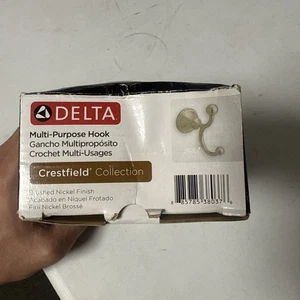 DELTA
Multi-Purpose Hook
Gancho Multipropósito
Crochet Multi-Usages
Crestfield® Collection
Brushed Nickel Finish
Acabado en Níquel Frotado
Fini Nickel Brossé